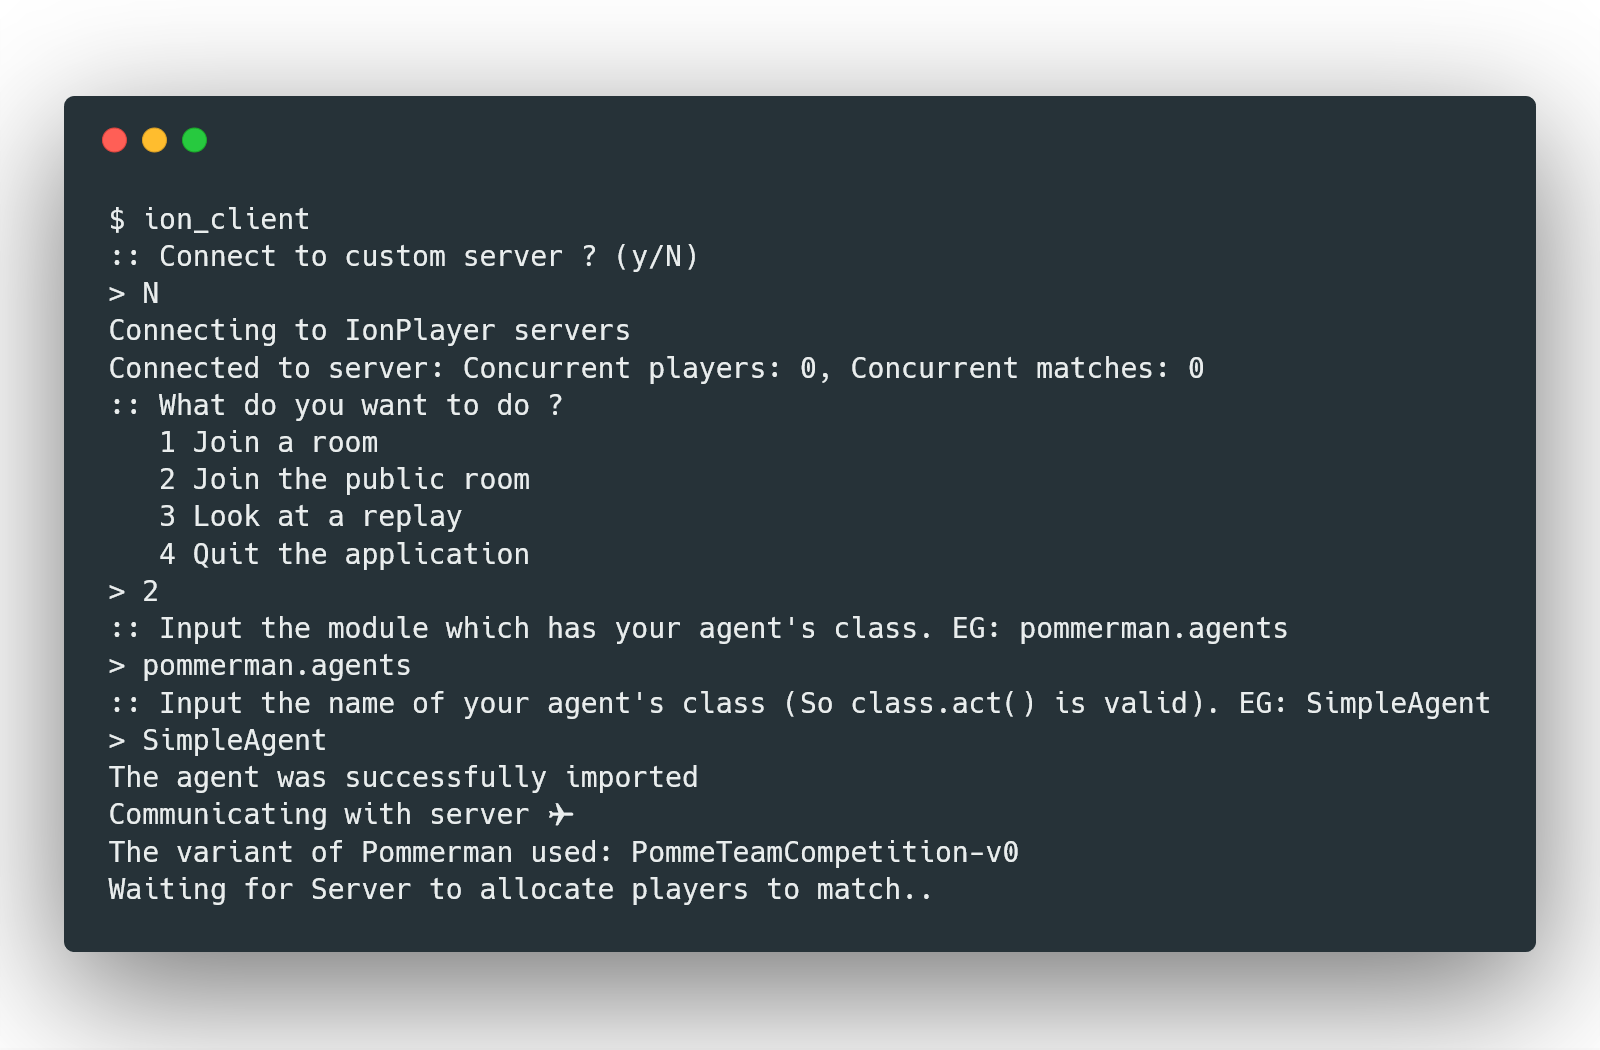 $ ion_client
:: Connect to custom server ? (y/N)
> N
Connecting to IonPlayer servers
Connected to server: Concurrent players: 0, Concurrent matches: 0
:: What do you want to do ?
   1 Join a room
   2 Join the public room
   3 Look at a replay
   4 Quit the application
> 2
:: Input the module which has your agent's class. EG: pommerman.agents
> pommerman.agents
:: Input the name of your agent's class (So class.act() is valid). EG: SimpleAgent
> SimpleAgent
The agent was successfully imported
Communicating with server ✈
The variant of Pommerman used: PommeTeamCompetition-v0
Waiting for Server to allocate players to match..